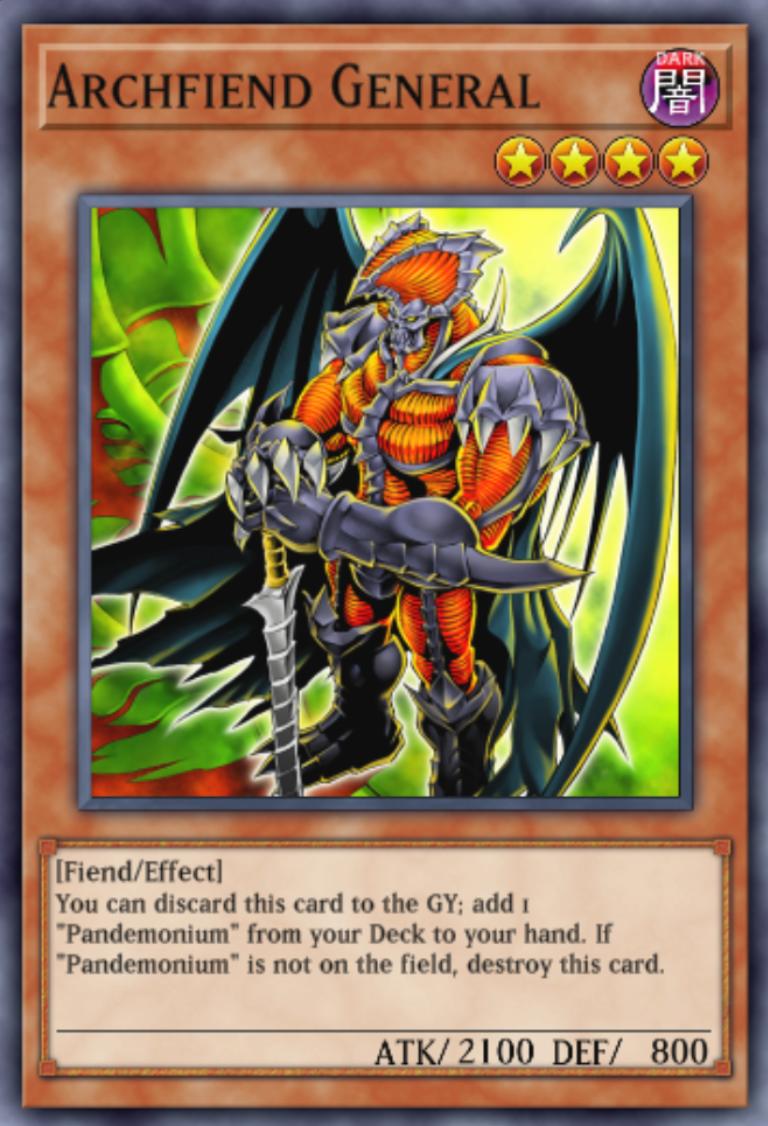 Archfiend General
DARK
闇
[Fiend/Effect]
You can discard this card to the GY; add 1
"Pandemonium" from your Deck to your hand. If
"Pandemonium" is not on the field, destroy this card.
ATK/ 2100 DEF/ 800